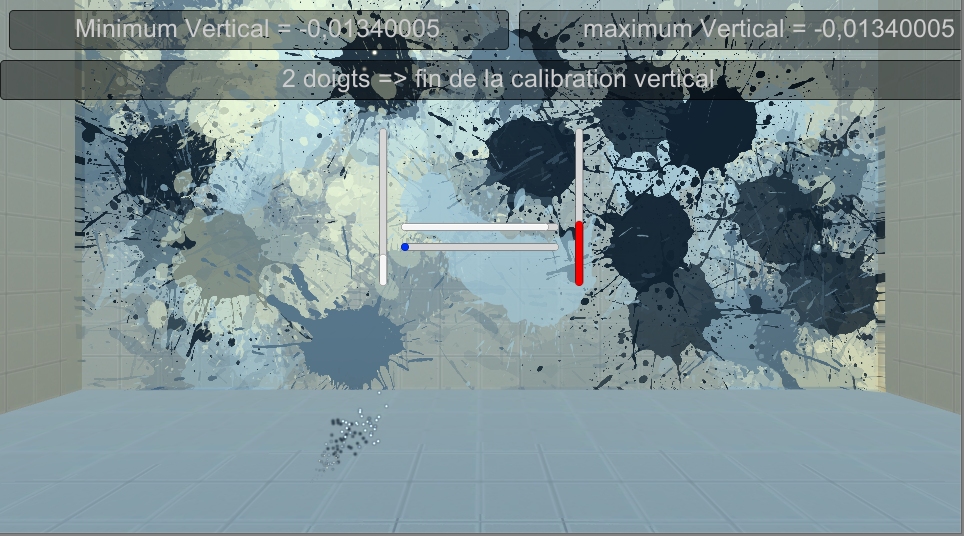 Minimum Vertical = -0,01340005
maximum Vertical = -0,01340005
2 doigts => fin de la calibration vertical